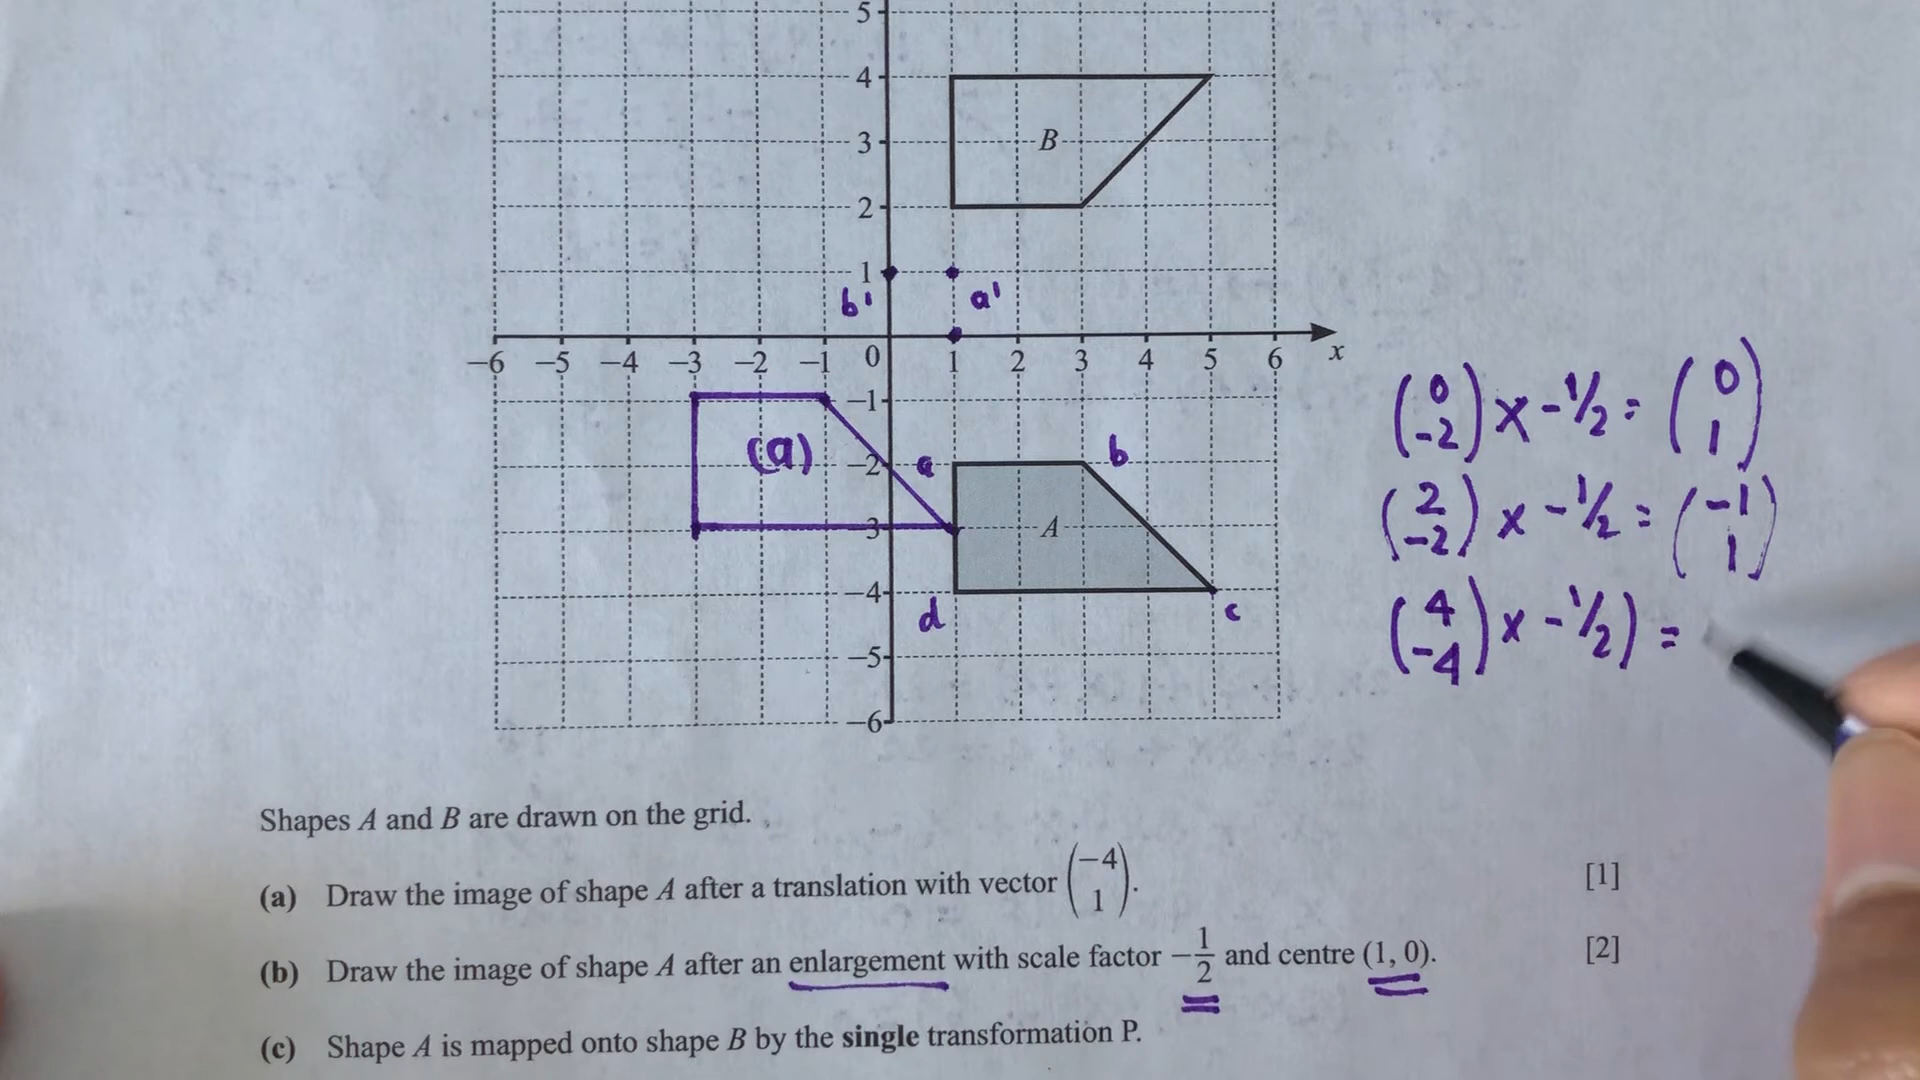 5
4
B
3
2
1
b' a'
–6 –5 –4 –3 –2 –1 0 1 2 3 4 5 6 x
–1
(a) –2 a b
–3 A
–4
d c
–5
–6
(0 -2) x -1/2 = (0 1)
(2 -2) x -1/2 = (-1 1)
(4 -4) x -1/2) =
Shapes A and B are drawn on the grid.
(a) Draw the image of shape A after a translation with vector (–4 1). [1]
(b) Draw the image of shape A after an enlargement with scale factor –1/2 and centre (1, 0). [2]
(c) Shape A is mapped onto shape B by the single transformation P.